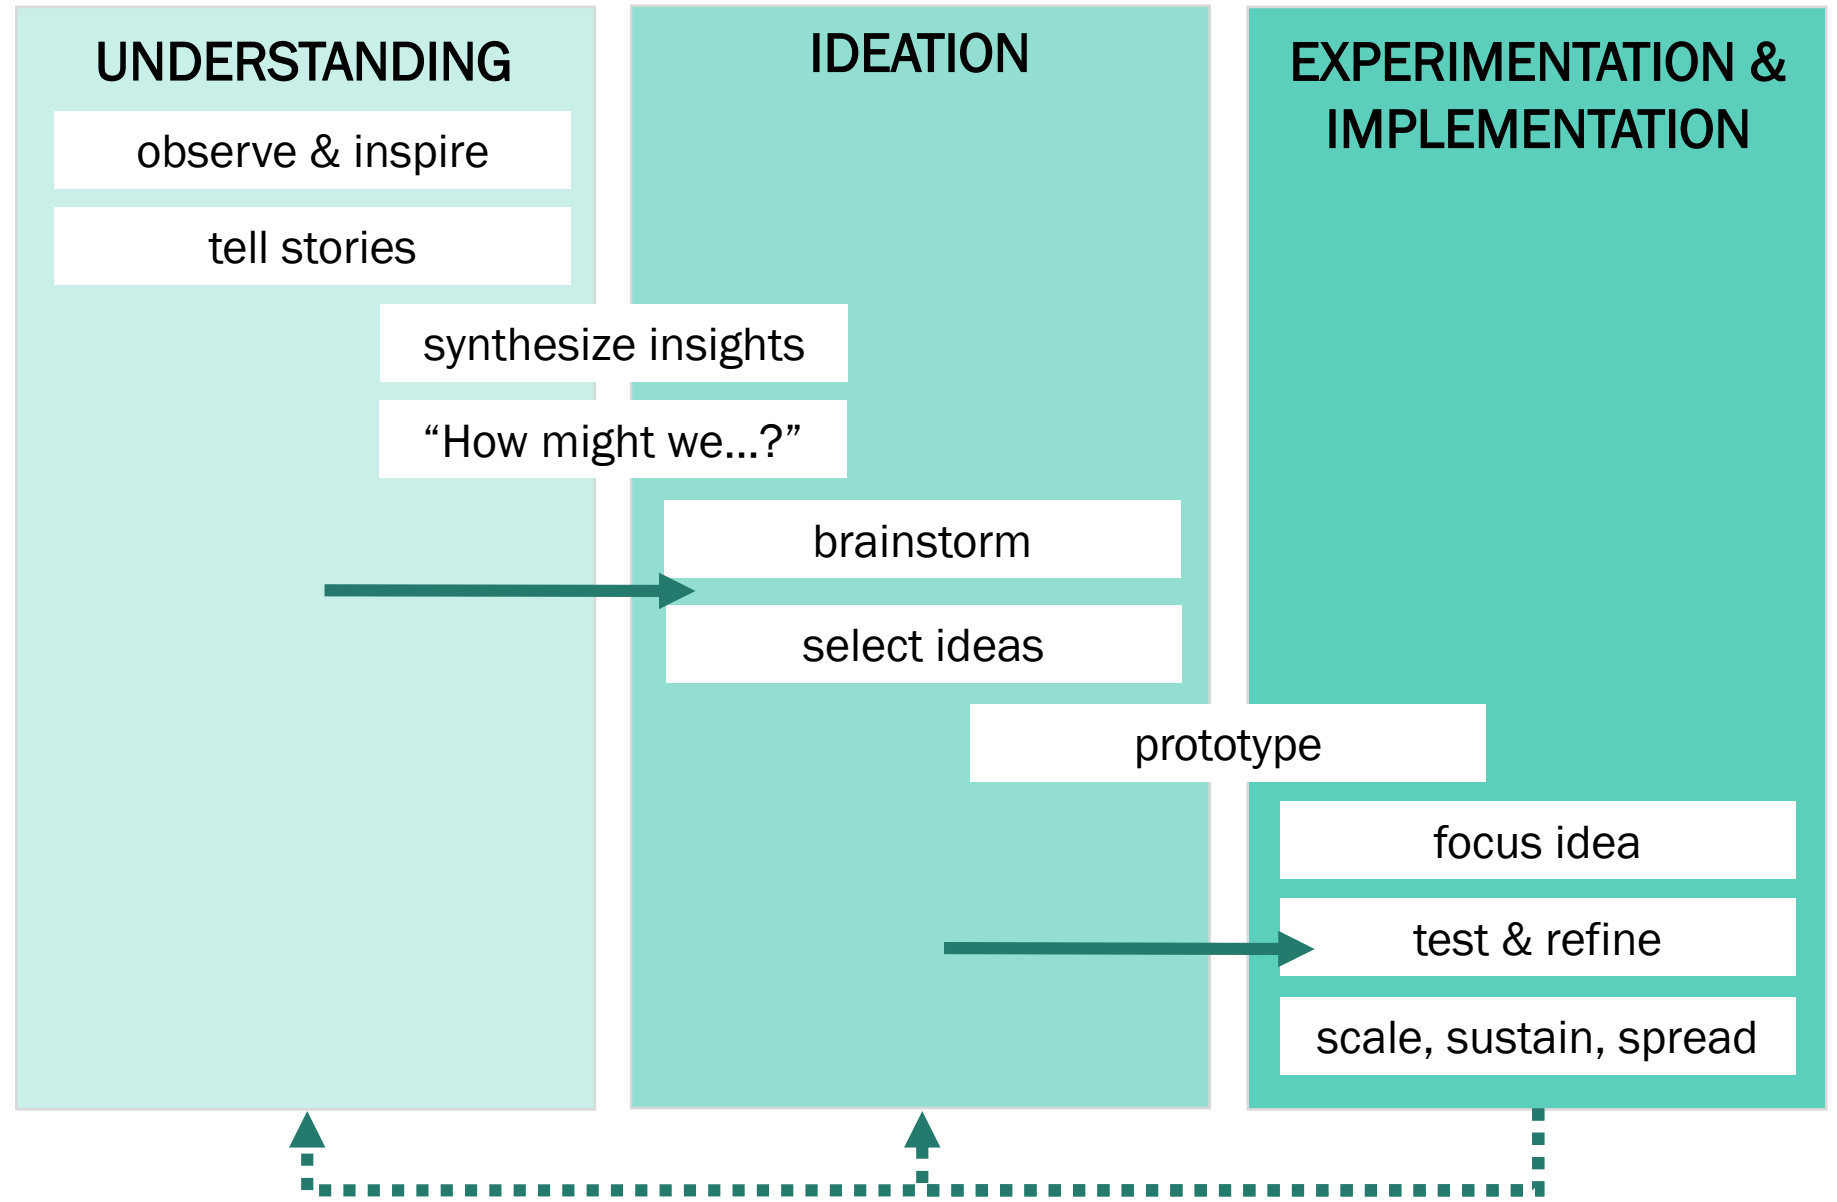 UNDERSTANDING
observe & inspire
tell stories
synthesize insights
“How might we...?”
IDEATION
brainstorm
select ideas
prototype
EXPERIMENTATION &
IMPLEMENTATION
focus idea
test & refine
scale, sustain, spread